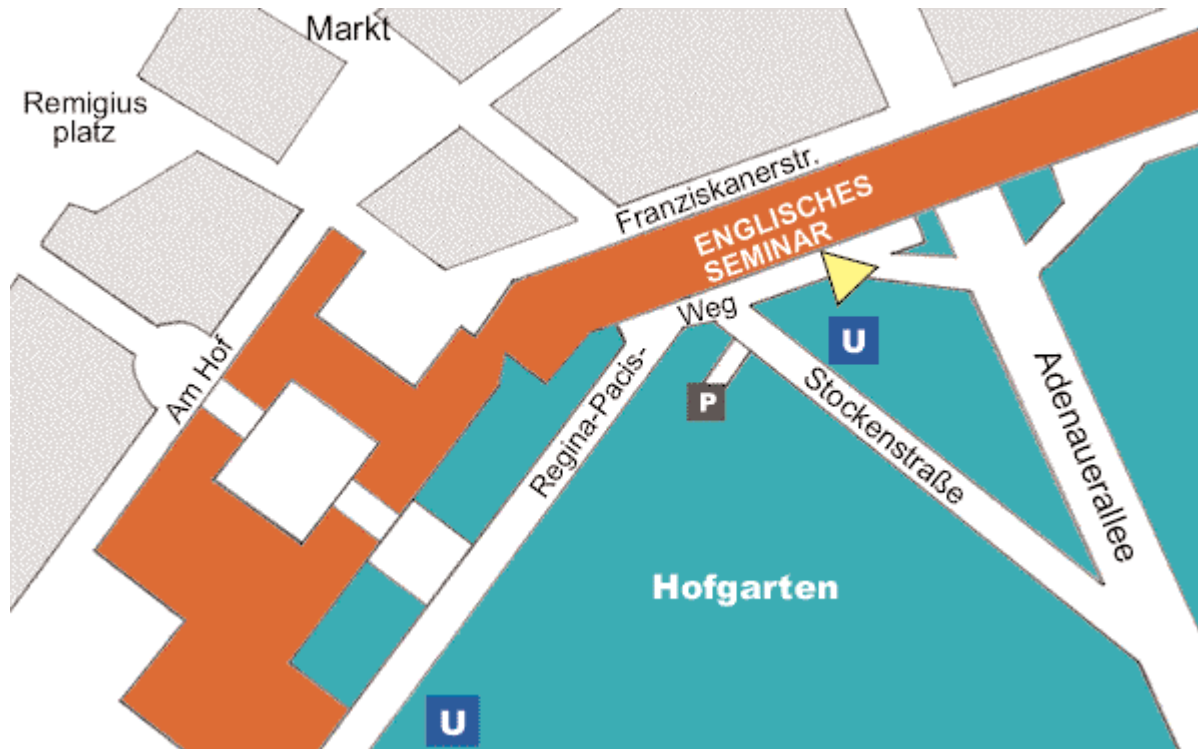 Markt
Remigius
platz
Franziskanerstr.
ENGLISCHES
SEMINAR
Weg
U
Am Hof
Regina-Pacis-
P
Stockenstraße
Adenauerallee
Hofgarten
U